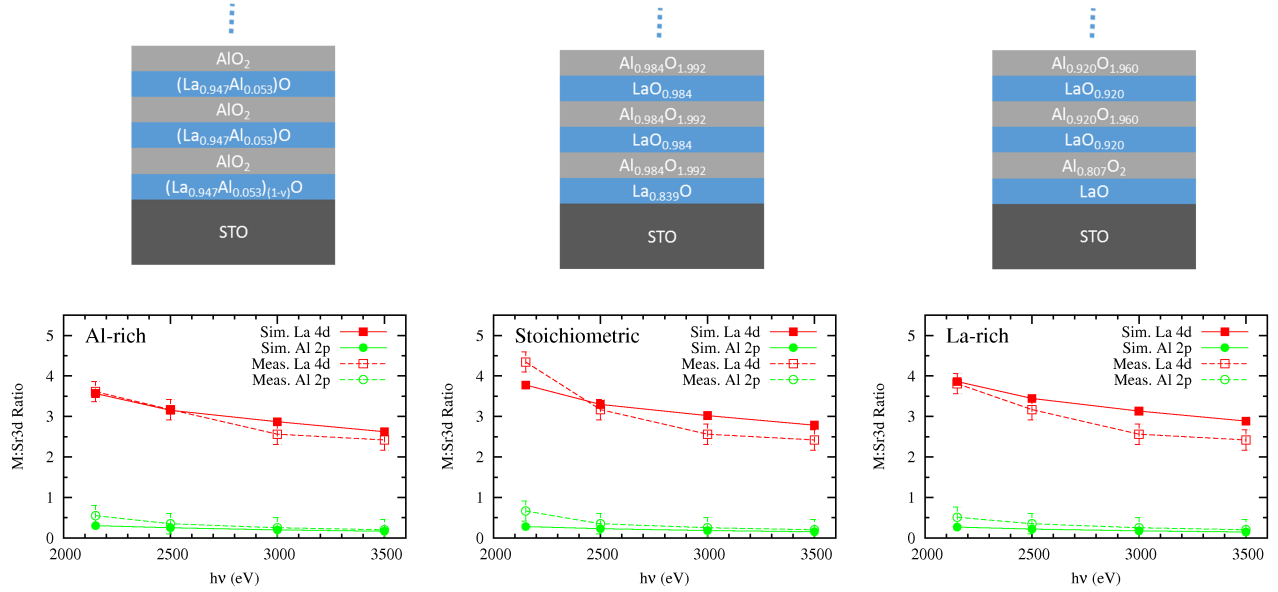 AlO₂
(La₀.₉₄₇Al₀.₀₅₃)O
AlO₂
(La₀.₉₄₇Al₀.₀₅₃)O
AlO₂
(La₀.₉₄₇Al₀.₀₅₃)₍₁₋ᵥ₎O
STO
Al₀.₉₈₄O₁.₉₉₂
LaO₀.₉₈₄
Al₀.₉₈₄O₁.₉₉₂
LaO₀.₉₈₄
Al₀.₉₈₄O₁.₉₉₂
La₀.₈₃₉O
STO
Al₀.₉₂₀O₁.₉₆₀
LaO₀.₉₂₀
Al₀.₉₂₀O₁.₉₆₀
LaO₀.₉₂₀
Al₀.₈₀₇O₂
LaO
STO
Al-rich
Sim. La 4d
Sim. Al 2p
Meas. La 4d
Meas. Al 2p
M:Sr3d Ratio
5
4
3
2
1
0
2000 2500 3000 3500
hν (eV)
Stoichiometric
Sim. La 4d
Sim. Al 2p
Meas. La 4d
Meas. Al 2p
M:Sr3d Ratio
5
4
3
2
1
0
2000 2500 3000 3500
hν (eV)
La-rich
Sim. La 4d
Sim. Al 2p
Meas. La 4d
Meas. Al 2p
M:Sr3d Ratio
5
4
3
2
1
0
2000 2500 3000 3500
hν (eV)